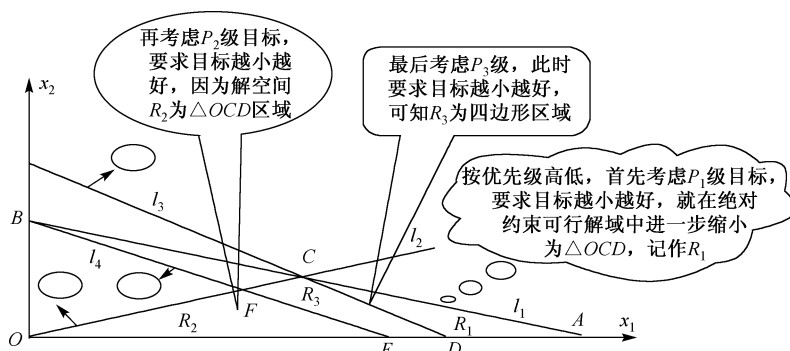 再考虑P₂级目标，
要求目标越小越
好，因为解空间
R₂为△OCD区域
最后考虑P₃级，此时
要求目标越小越好，
可知R₃为四边形区域
按优先级高低，首先考虑P₁级目标，
要求目标越小越好，就在绝对
约束可行解域中进一步缩小
为△OCD，记作R₁
x₂
l₃
B
C
l₂
l₄
R₃
F
R₂
l₁
R₁
A
x₁
O
E
D